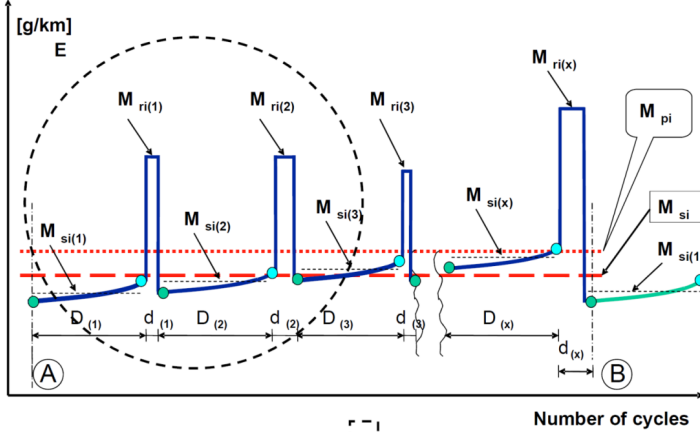 [g/km]
E
M ri(x)
M ri(1)
M ri(2)
M ri(3)
M pi
M si(1)
M si(2)
M si(3)
M si(x)
M si
M si(1
D (1)
d (1)
D (2)
d (2)
D (3)
d (3)
D (x)
d (x)
A
B
Number of cycles